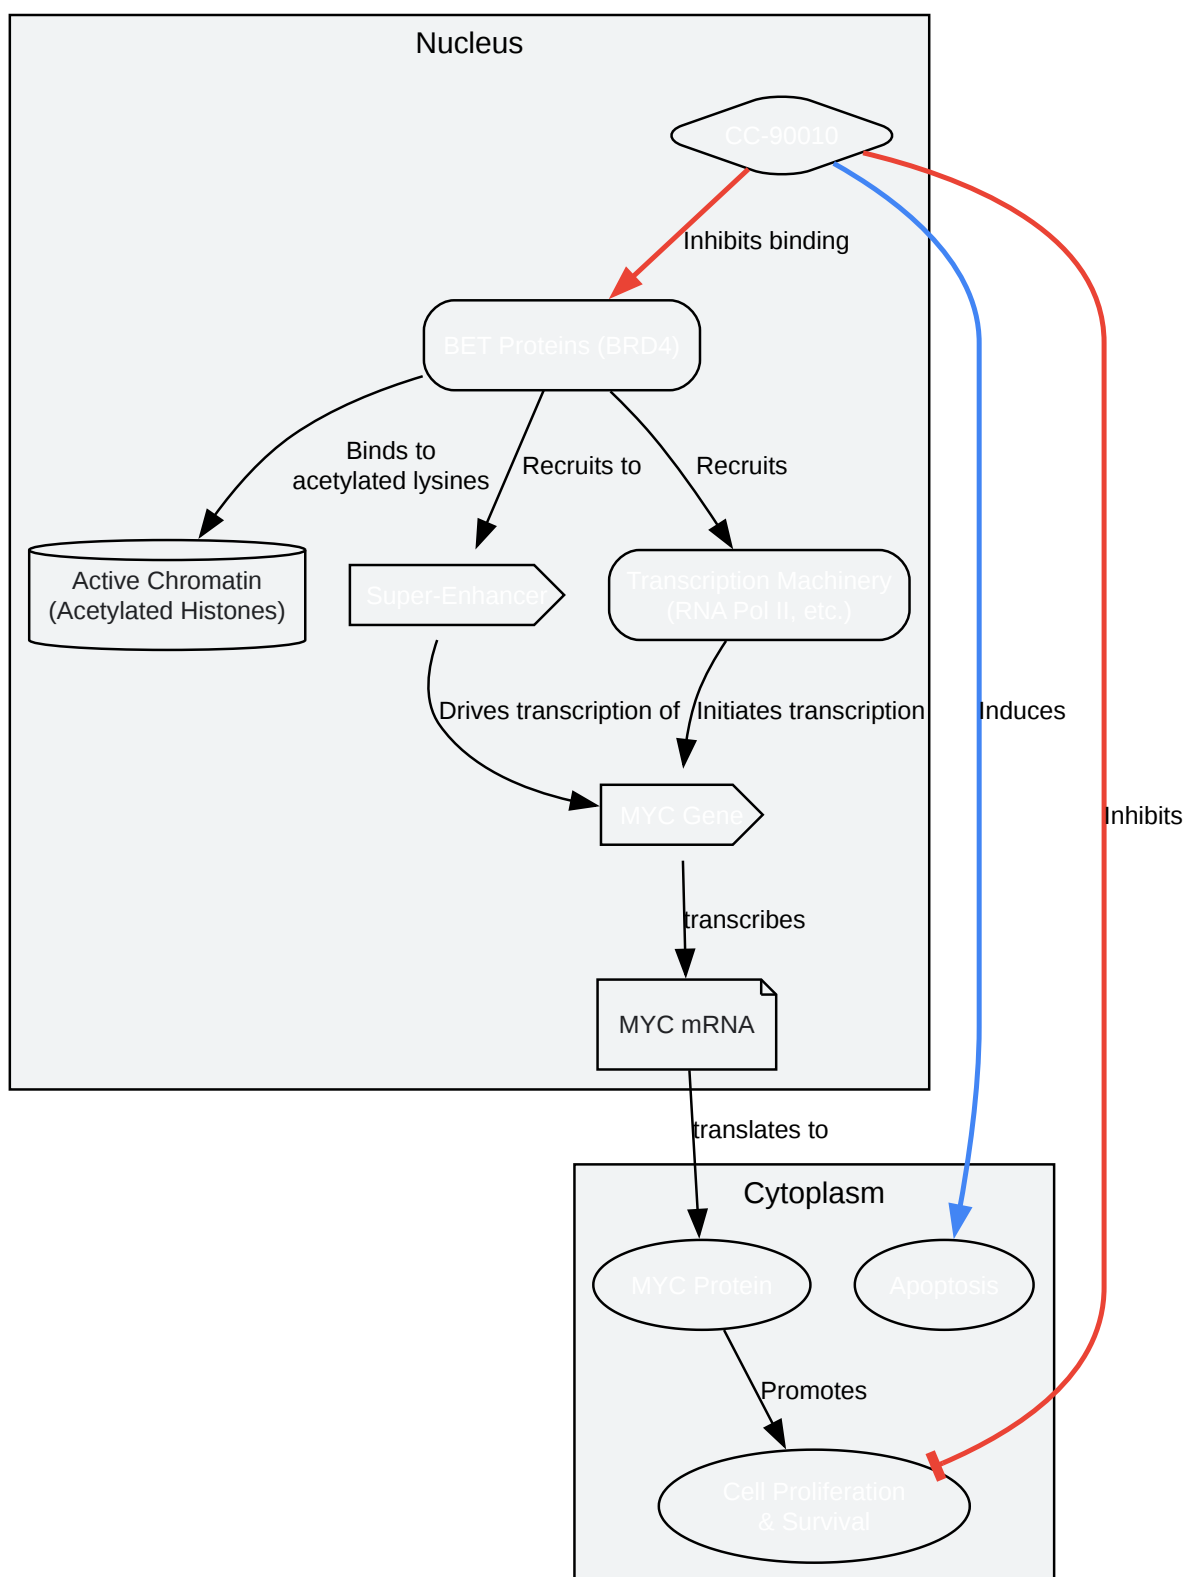 Nucleus
CC-90010
Inhibits binding
BET Proteins (BRD4)
Binds to
acetylated lysines
Recruits to
Recruits
Active Chromatin
(Acetylated Histones)
Super-Enhancer
Transcription Machinery
(RNA Pol II, etc.)
Drives transcription of
Initiates transcription
Induces
MYC Gene
Inhibits
transcribes
MYC mRNA
translates to
Cytoplasm
MYC Protein
Apoptosis
Promotes
Cell Proliferation
& Survival